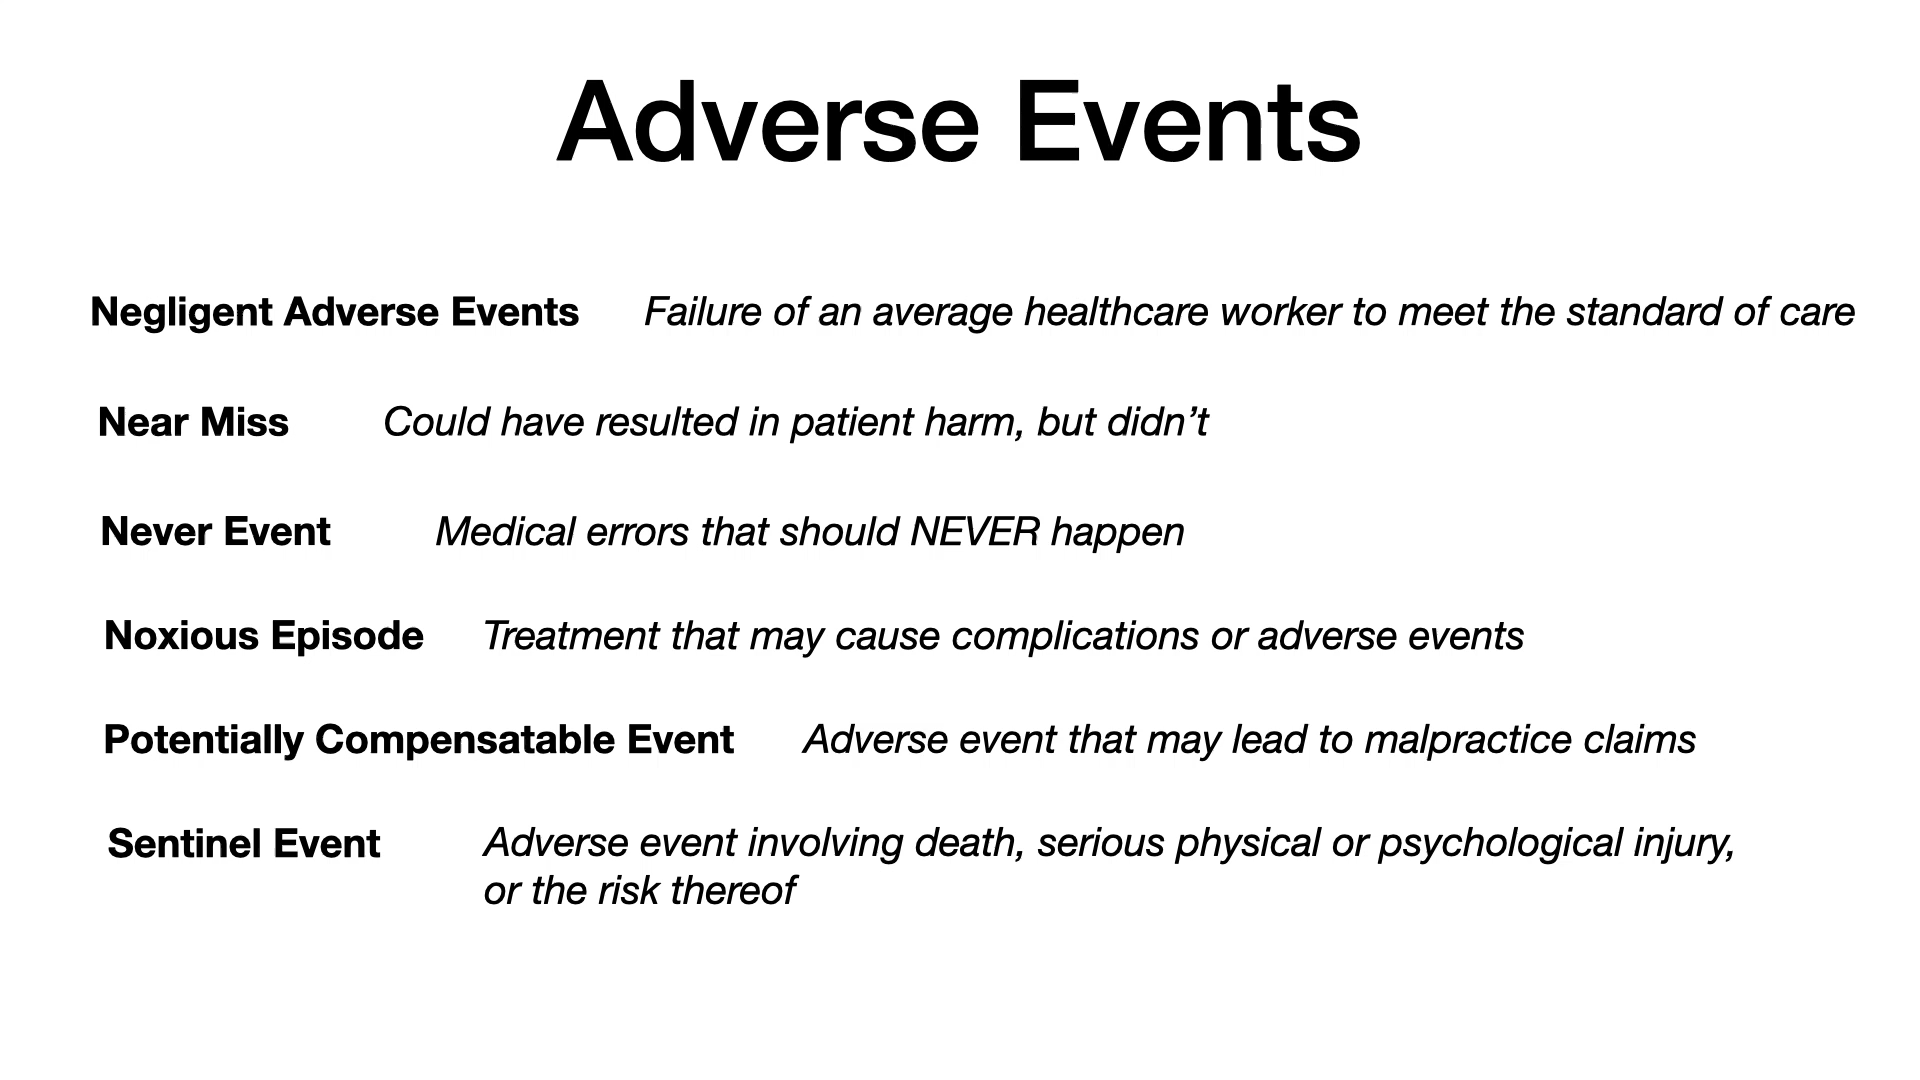 Adverse Events
Negligent Adverse Events Failure of an average healthcare worker to meet the standard of care
Near Miss Could have resulted in patient harm, but didn’t
Never Event Medical errors that should NEVER happen
Noxious Episode Treatment that may cause complications or adverse events
Potentially Compensatable Event Adverse event that may lead to malpractice claims
Sentinel Event Adverse event involving death, serious physical or psychological injury,
or the risk thereof